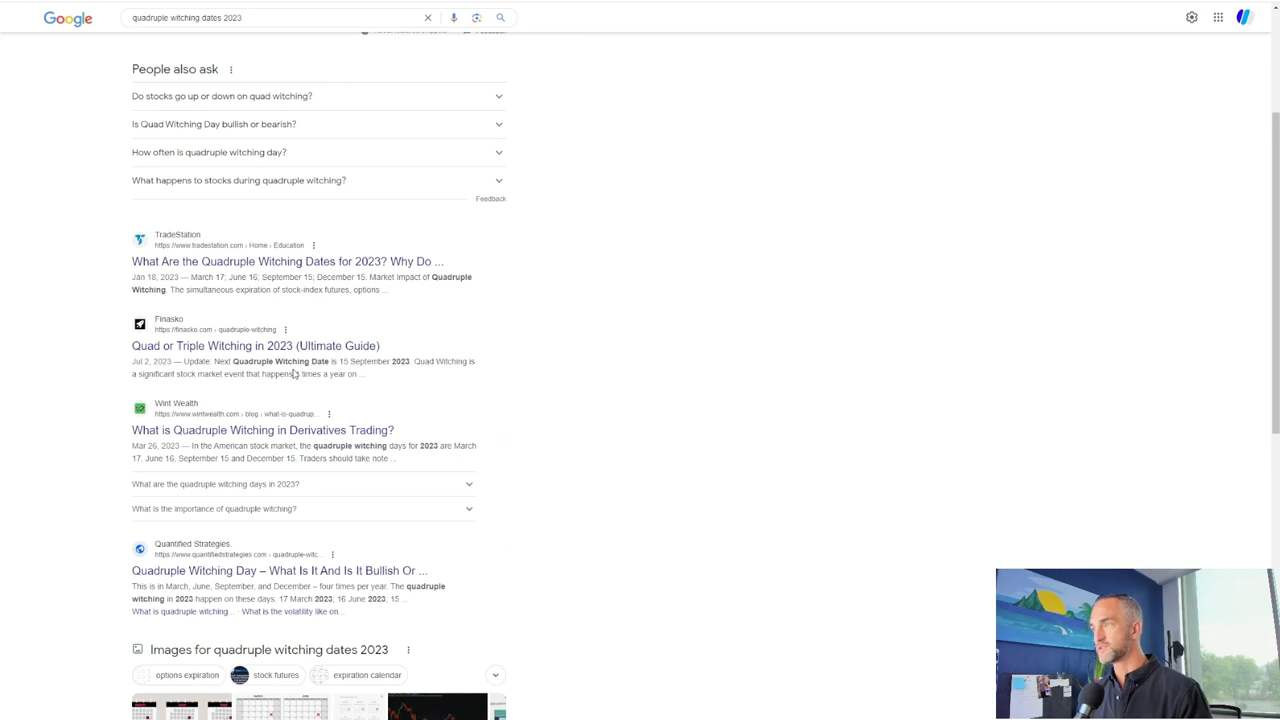 Google
quadruple witching dates 2023
People also ask
Do stocks go up or down on quad witching?
Is Quad Witching Day bullish or bearish?
How often is quadruple witching day?
What happens to stocks during quadruple witching?
Feedback
TradeStation
https://www.tradestation.com › Home › Education
What Are the Quadruple Witching Dates for 2023? Why Do ...
Jan 18, 2023 — March 17; June 16; September 15; December 15. Market Impact of Quadruple
Witching. The simultaneous expiration of stock-index futures, options ...
Finasko
https://finasko.com › quadruple-witching
Quad or Triple Witching in 2023 (Ultimate Guide)
Jul 2, 2023 — Update: Next Quadruple Witching Date is 15 September 2023. Quad Witching is
a significant stock market event that happens times a year on ...
Wint Wealth
https://www.wintwealth.com › blog › what-is-quadrup...
What is Quadruple Witching in Derivatives Trading?
Mar 26, 2023 — In the American stock market, the quadruple witching days for 2023 are March
17, June 16, September 15 and December 15. Traders should take note ...
What are the quadruple witching days in 2023?
What is the importance of quadruple witching?
Quantified Strategies.
https://www.quantifiedstrategies.com › quadruple-witc...
Quadruple Witching Day – What Is It And Is It Bullish Or ...
This is in March, June, September, and December – four times per year. The quadruple
witching in 2023 happen on these days: 17 March 2023; 16 June 2023; 15 ...
What is quadruple witching... What is the volatility like on...
Images for quadruple witching dates 2023
options expiration
stock futures
expiration calendar